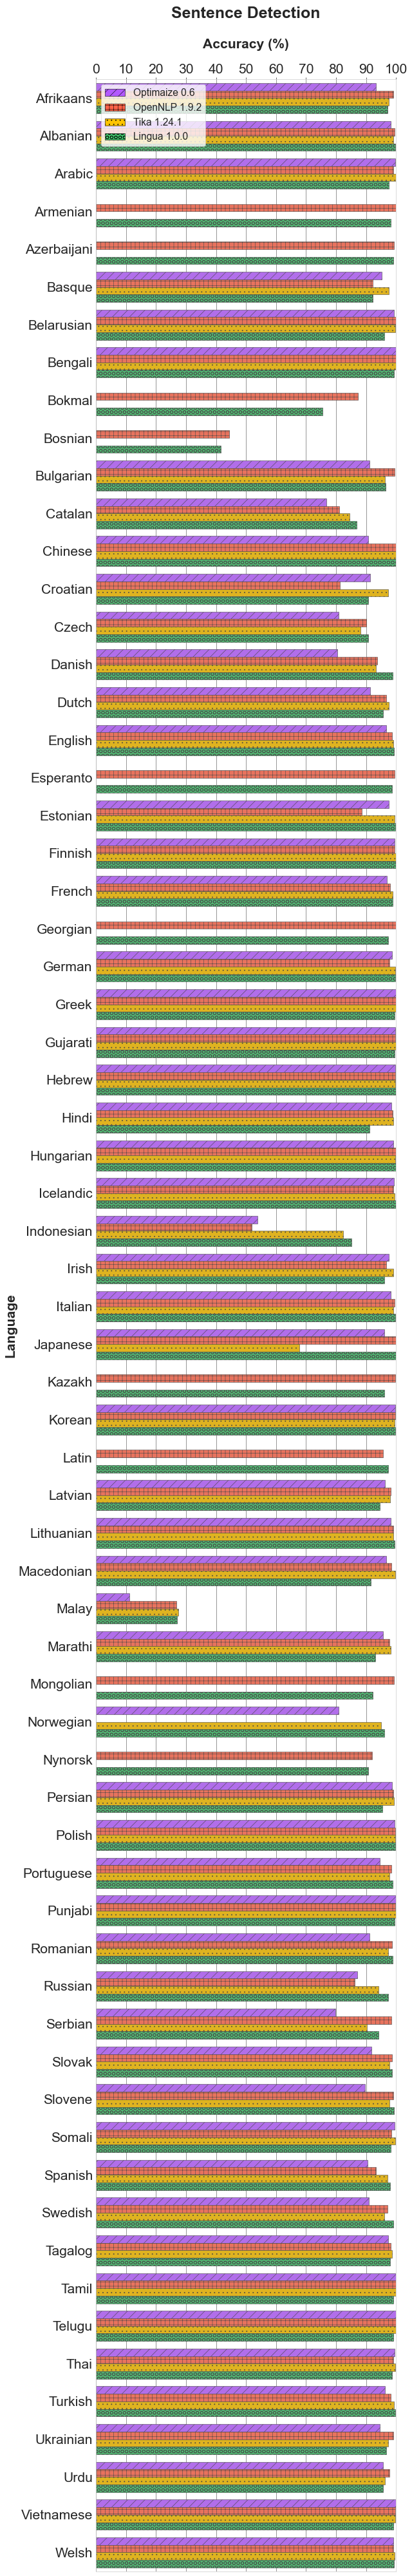 Sentence Detection
Accuracy (%)
0 10 20 30 40 50 60 70 80 90 100
Optimaize 0.6
OpenNLP 1.9.2
Tika 1.24.1
Lingua 1.0.0
Language
Afrikaans
Albanian
Arabic
Armenian
Azerbaijani
Basque
Belarusian
Bengali
Bokmal
Bosnian
Bulgarian
Catalan
Chinese
Croatian
Czech
Danish
Dutch
English
Esperanto
Estonian
Finnish
French
Georgian
German
Greek
Gujarati
Hebrew
Hindi
Hungarian
Icelandic
Indonesian
Irish
Italian
Japanese
Kazakh
Korean
Latin
Latvian
Lithuanian
Macedonian
Malay
Marathi
Mongolian
Norwegian
Nynorsk
Persian
Polish
Portuguese
Punjabi
Romanian
Russian
Serbian
Slovak
Slovene
Somali
Spanish
Swedish
Tagalog
Tamil
Telugu
Thai
Turkish
Ukrainian
Urdu
Vietnamese
Welsh